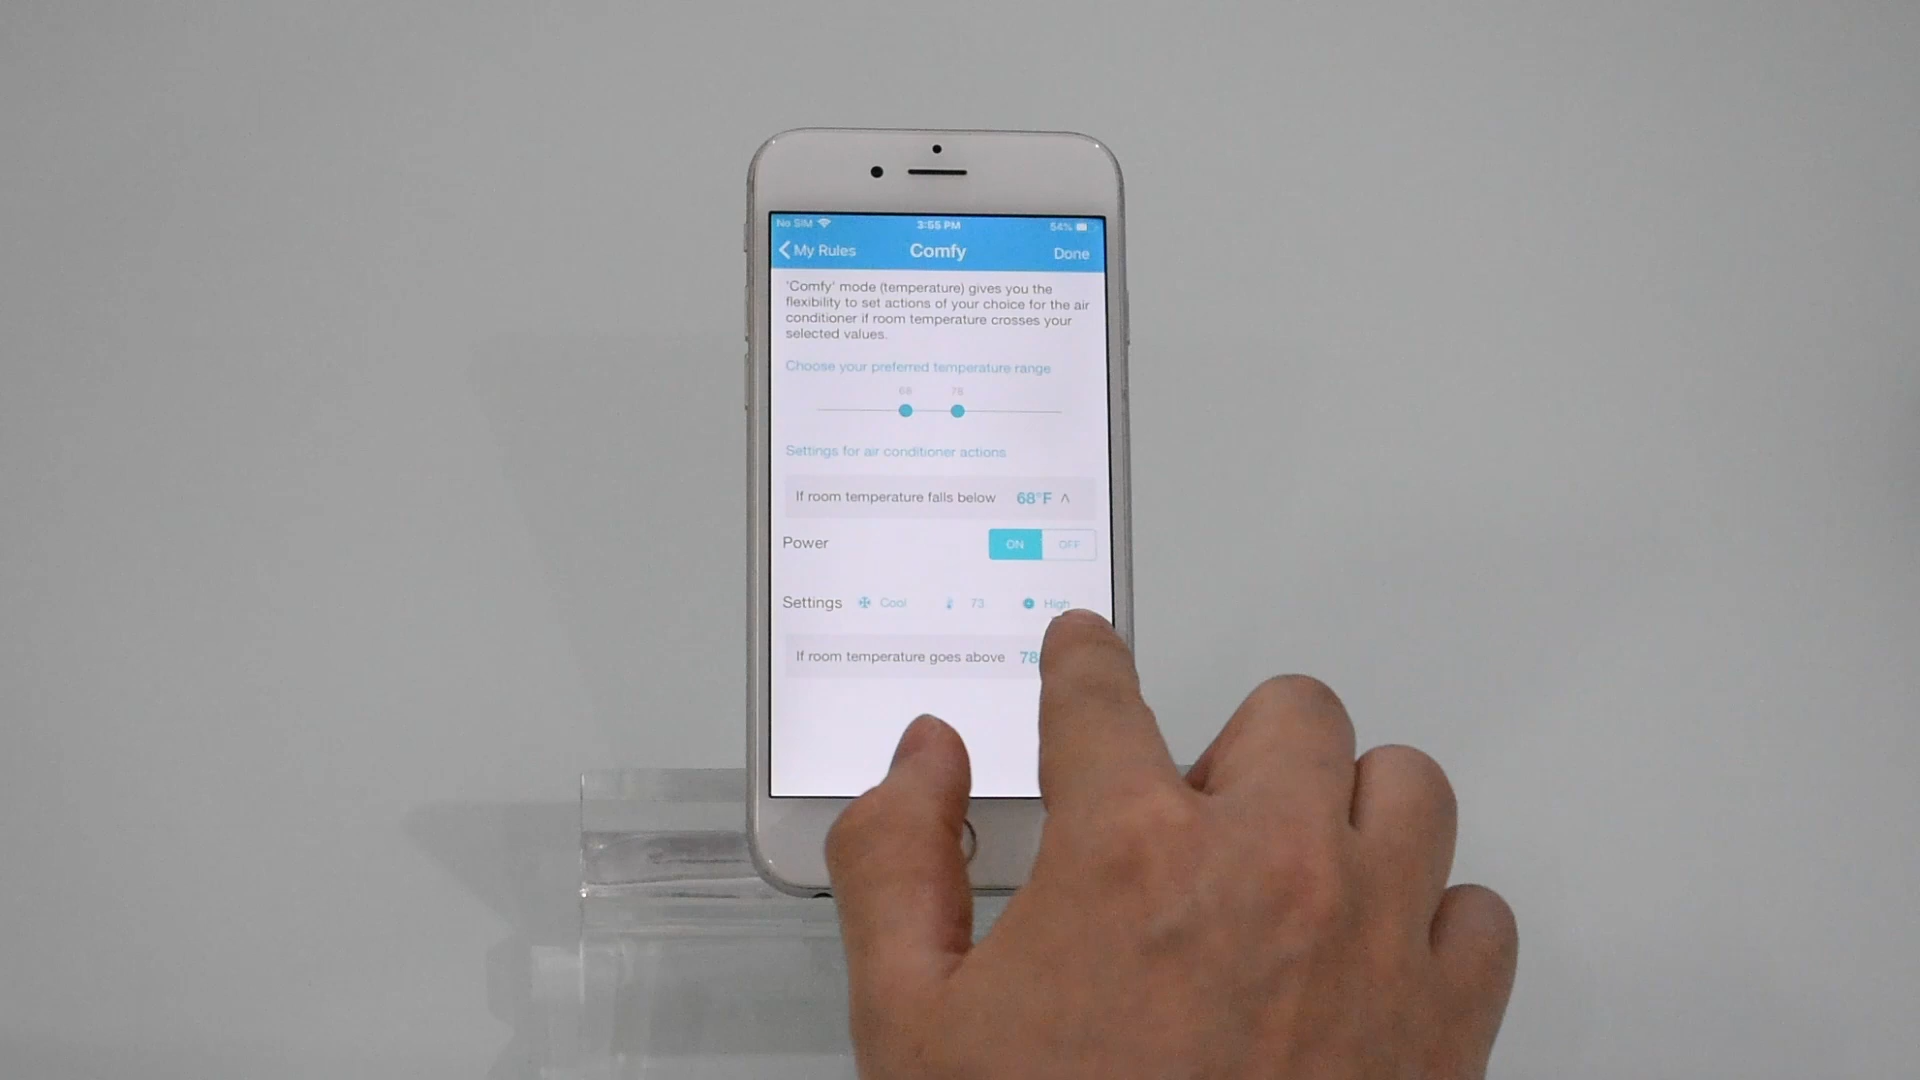 No SIM 3:55 PM 54%
My Rules Comfy Done
'Comfy' mode (temperature) gives you the
flexibility to set actions of your choice for the air
conditioner if room temperature crosses your
selected values.
Choose your preferred temperature range
68 78
Settings for air conditioner actions
If room temperature falls below 68°F
Power ON OFF
Settings Cool 73 High
If room temperature goes above 78